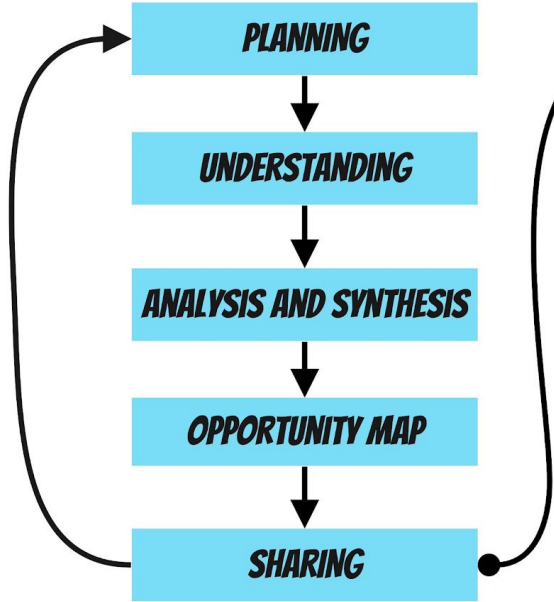 PLANNING
UNDERSTANDING
ANALYSIS AND SYNTHESIS
OPPORTUNITY MAP
SHARING